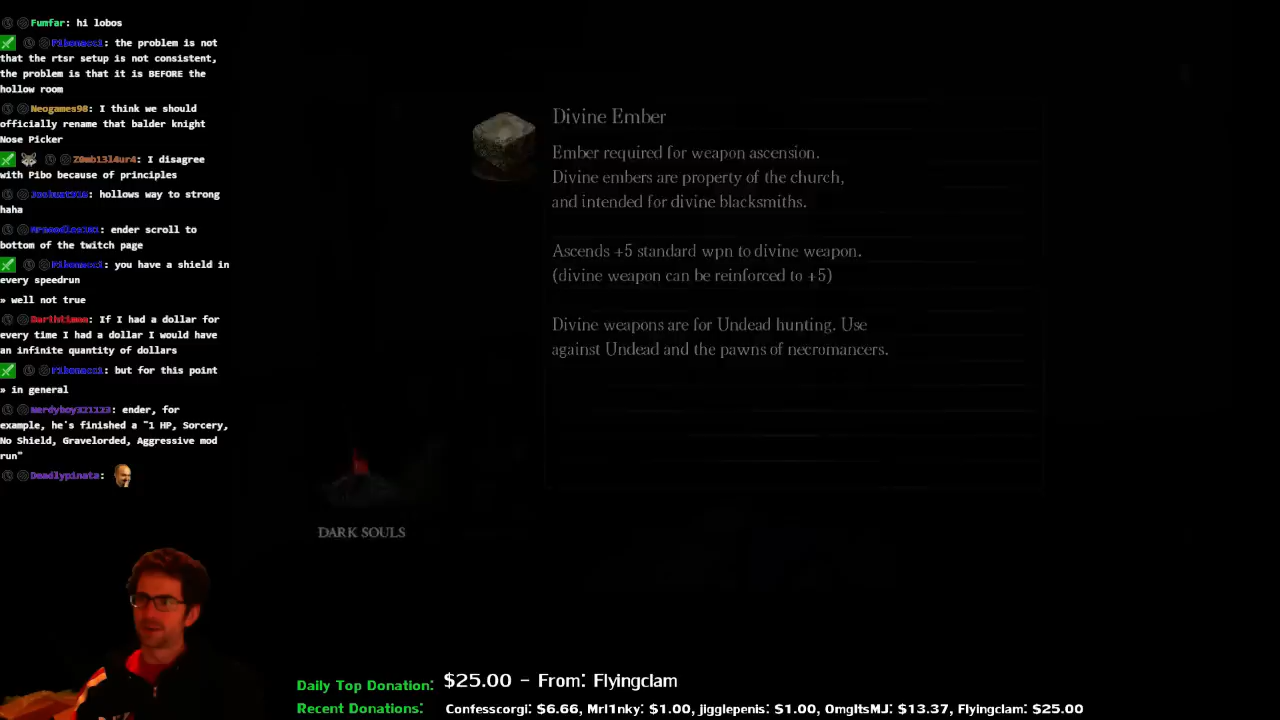 Fumfar: hi lobos
Pibonacci: the problem is not
that the rtsr setup is not consistent,
the problem is that it is BEFORE the
hollow room
Neogames98: I think we should
officially rename that balder knight
Nose Picker
Z0mb13l4ur4: I disagree
with Pibo because of principles
hollows way to strong
haha
ender scroll to
bottom of the twitch page
Pibonacci: you have a shield in
every speedrun
» well not true
If I had a dollar for
every time I had a dollar I would have
an infinite quantity of dollars
Pibonacci: but for this point
» in general
Nerdyboy321123: ender, for
example, he's finished a "1 HP, Sorcery,
No Shield, Gravelorded, Aggressive mod
run"
Deadlypinata:
Divine Ember
Ember required for weapon ascension.
Divine embers are property of the church,
and intended for divine blacksmiths.
Ascends +5 standard wpn to divine weapon.
(divine weapon can be reinforced to +5)
Divine weapons are for Undead hunting. Use
against Undead and the pawns of necromancers.
DARK SOULS
Daily Top Donation: $25.00 - From: Flyingclam
Recent Donations: Confesscorgi: $6.66, Mrl1nky: $1.00, jigglepenis: $1.00, OmgItsMJ: $13.37, Flyingclam: $25.00